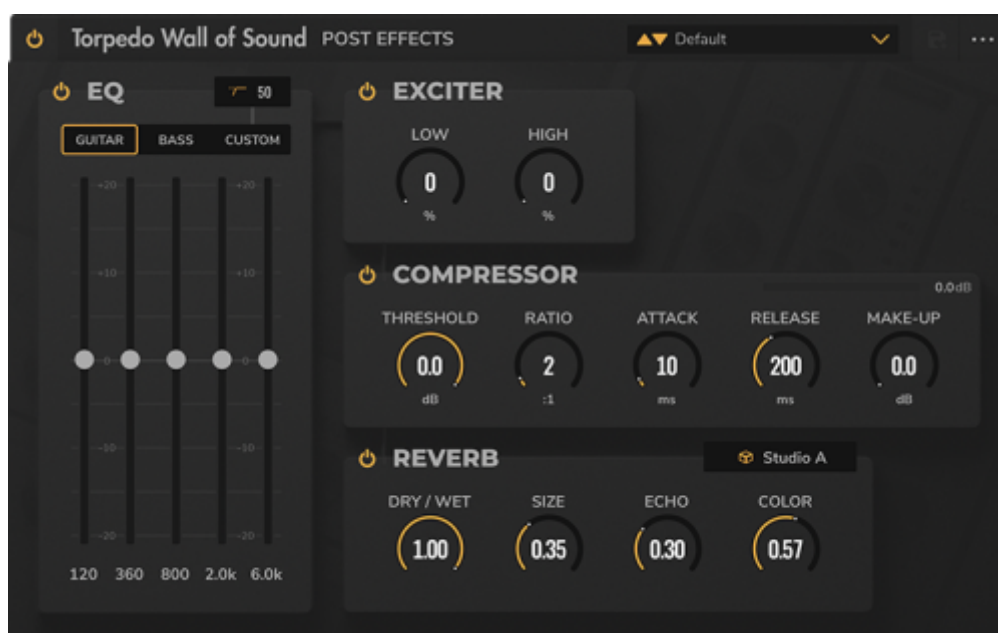 Torpedo Wall of Sound POST EFFECTS Default
EQ 50
GUITAR BASS CUSTOM
+20 +20
+10 +10
0 0
-10 -10
-20 -20
120 360 800 2.0k 6.0k
EXCITER
LOW HIGH
0 0
% %
COMPRESSOR
0.0dB
THRESHOLD RATIO ATTACK RELEASE MAKE-UP
0.0 2 10 200 0.0
dB :1 ms ms dB
REVERB Studio A
DRY / WET SIZE ECHO COLOR
1.00 0.35 0.30 0.57